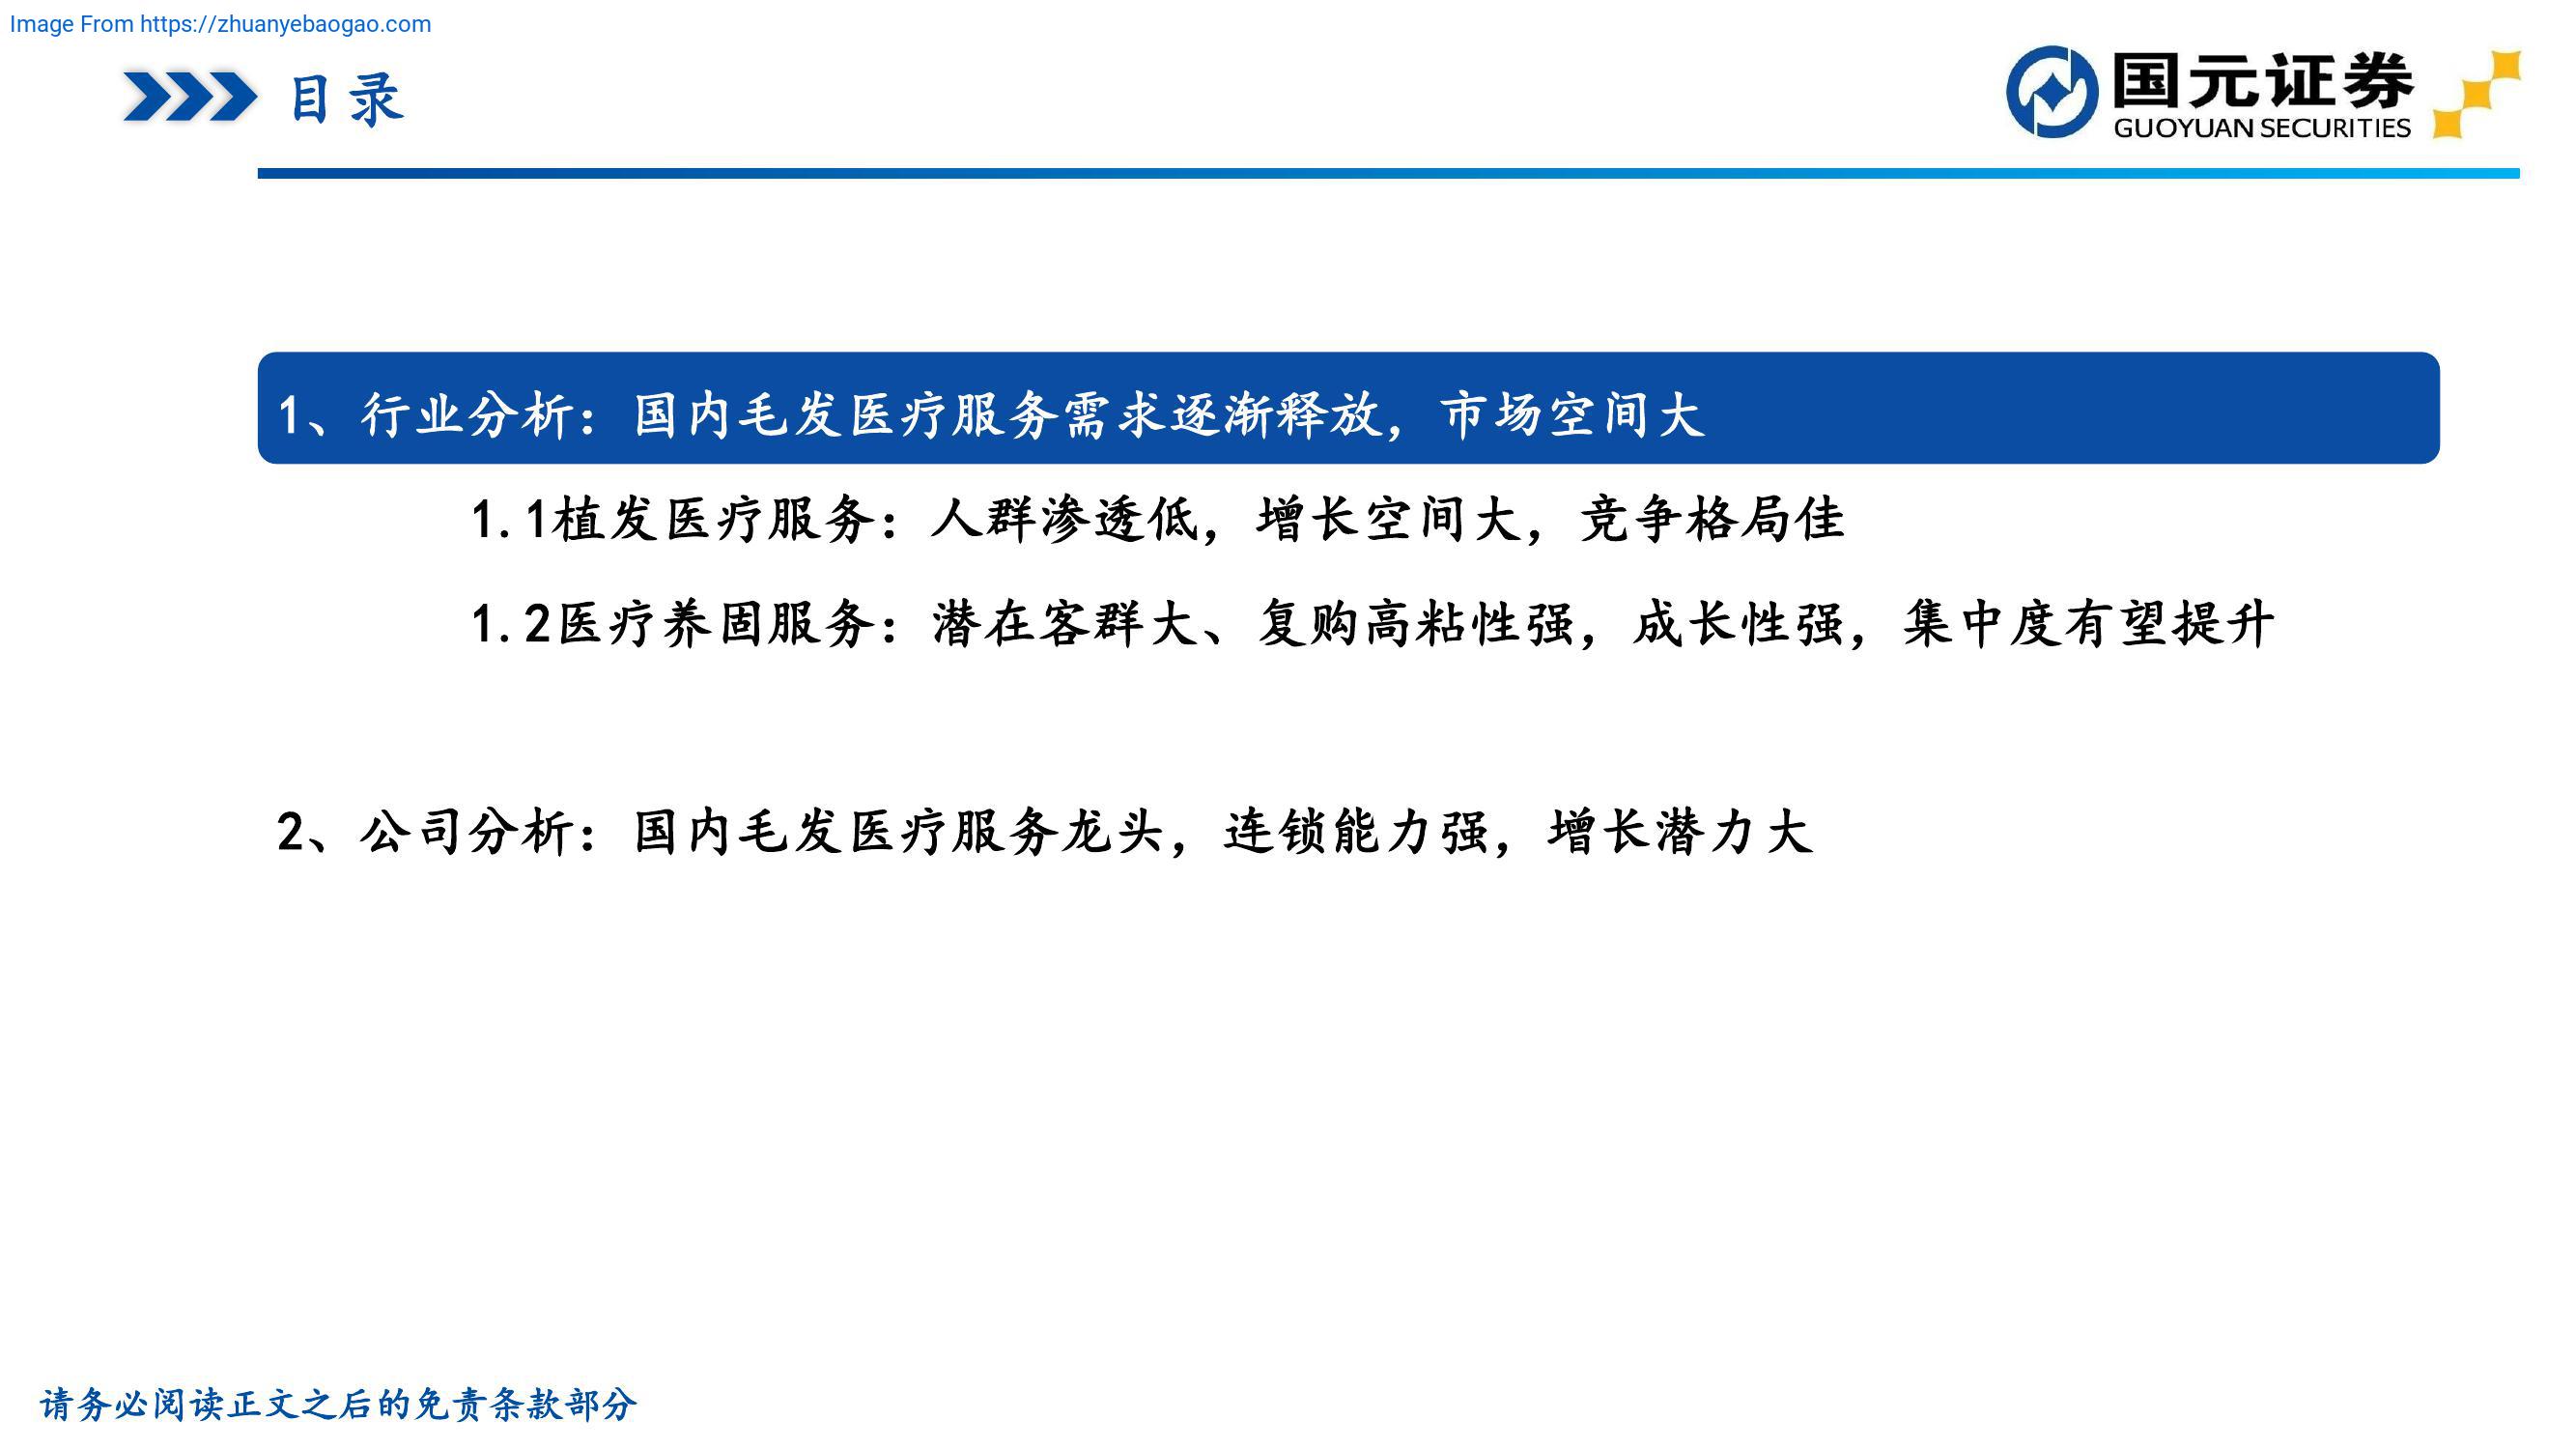 Image From https://zhuanyebaogao.com
目录
国元证券
GUOYUAN SECURITIES
1、行业分析：国内毛发医疗服务需求逐渐释放，市场空间大
1.1植发医疗服务：人群渗透低，增长空间大，竞争格局佳
1.2医疗养固服务：潜在客群大、复购高粘性强，成长性强，集中度有望提升
2、公司分析：国内毛发医疗服务龙头，连锁能力强，增长潜力大
请务必阅读正文之后的免责条款部分